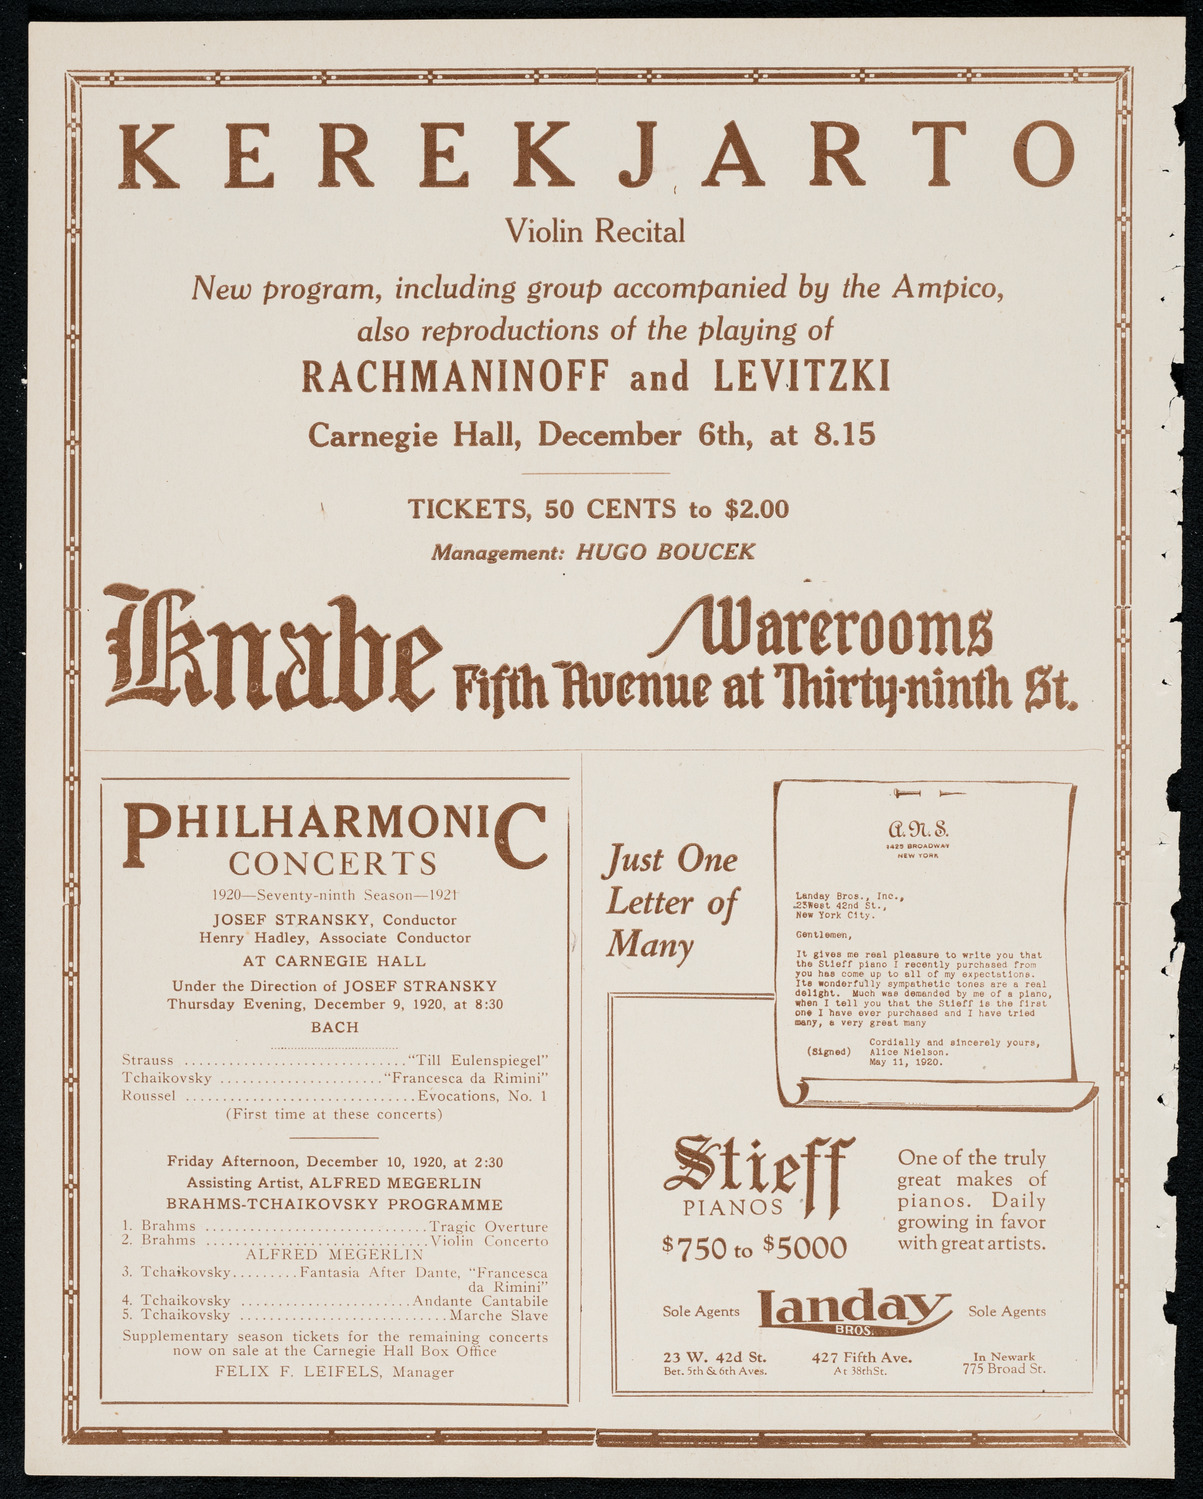 KEREKJARTO
Violin Recital
New program, including group accompanied by the Ampico,
also reproductions of the playing of
RACHMANINOFF and LEVITZKI
Carnegie Hall, December 6th, at 8.15
TICKETS, 50 CENTS to $2.00
Management: HUGO BOUCEK
Knabe Warerooms
Fifth Avenue at Thirty-ninth St.
PHILHARMONIC
CONCERTS
1920—Seventy-ninth Season—1921
JOSEF STRANSKY, Conductor
Henry Hadley, Associate Conductor
AT CARNEGIE HALL
Under the Direction of JOSEF STRANSKY
Thursday Evening, December 9, 1920, at 8:30
BACH
Strauss ............................"Till Eulenspiegel"
Tchaikovsky ....................."Francesca da Rimini"
Roussel .............................Evocations, No. 1
(First time at these concerts)
Friday Afternoon, December 10, 1920, at 2:30
Assisting Artist, ALFRED MEGERLIN
BRAHMS-TCHAIKOVSKY PROGRAMME
1. Brahms ............................Tragic Overture
2. Brahms ............................Violin Concerto
ALFRED MEGERLIN
3. Tchaikovsky.........Fantasia After Dante, "Francesca
da Rimini"
4. Tchaikovsky ......................Andante Cantabile
5. Tchaikovsky ...........................Marche Slave
Supplementary season tickets for the remaining concerts
now on sale at the Carnegie Hall Box Office
FELIX F. LEIFELS, Manager
Just One
Letter of
Many
A.N.S.
1425 BROADWAY
NEW YORK
Landay Bros., Inc.,
23West 42nd St.,
New York City.
Gentlemen,
It gives me real pleasure to write you that
the Stieff piano I recently purchased from
you has come up to all of my expectations.
Its wonderfully sympathetic tones are a real
delight. Much was demanded by me of a piano,
when I tell you that the Stieff is the first
one I have ever purchased and I have tried
many, a very great many
Cordially and sincerely yours,
(Signed) Alice Nielson.
May 11, 1920.
Stieff
PIANOS
$750 to $5000
One of the truly
great makes of
pianos. Daily
growing in favor
with great artists.
Sole Agents Landay BROS. Sole Agents
23 W. 42d St. 427 Fifth Ave. In Newark
Bet. 5th & 6th Aves. At 38th St. 775 Broad St.